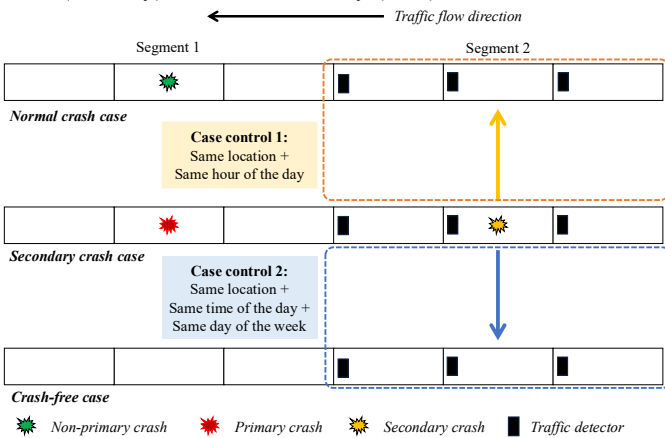 Traffic flow direction
Segment 1
Segment 2
Normal crash case
Case control 1:
Same location +
Same hour of the day
Secondary crash case
Case control 2:
Same location +
Same time of the day +
Same day of the week
Crash-free case
Non-primary crash
Primary crash
Secondary crash
Traffic detector